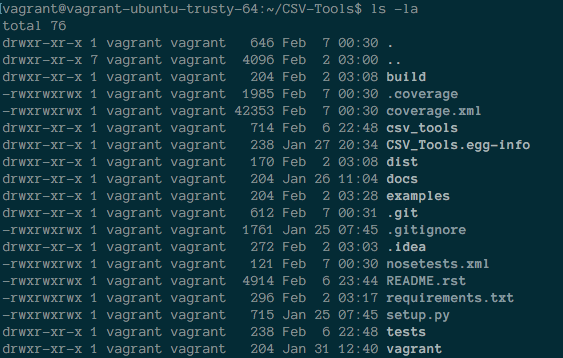 [vagrant@vagrant-ubuntu-trusty-64:~/CSV-Tools$ ls -la
total 76
drwxr-xr-x 1 vagrant vagrant   646 Feb  7 00:30 .
drwxr-xr-x 7 vagrant vagrant  4096 Feb  2 03:00 ..
drwxr-xr-x 1 vagrant vagrant   204 Feb  2 03:08 build
-rwxrwxrwx 1 vagrant vagrant  1985 Feb  7 00:30 .coverage
-rwxrwxrwx 1 vagrant vagrant 42353 Feb  7 00:30 coverage.xml
drwxr-xr-x 1 vagrant vagrant   714 Feb  6 22:48 csv_tools
drwxr-xr-x 1 vagrant vagrant   238 Jan 27 20:34 CSV_Tools.egg-info
drwxr-xr-x 1 vagrant vagrant   170 Feb  2 03:08 dist
drwxr-xr-x 1 vagrant vagrant   204 Jan 26 11:04 docs
drwxr-xr-x 1 vagrant vagrant   204 Feb  2 03:28 examples
drwxr-xr-x 1 vagrant vagrant   612 Feb  7 00:31 .git
-rwxrwxrwx 1 vagrant vagrant  1761 Jan 25 07:45 .gitignore
drwxr-xr-x 1 vagrant vagrant   272 Feb  2 03:03 .idea
-rwxrwxrwx 1 vagrant vagrant   121 Feb  7 00:30 nosetests.xml
-rwxrwxrwx 1 vagrant vagrant  4914 Feb  6 23:44 README.rst
-rwxrwxrwx 1 vagrant vagrant   296 Feb  2 03:17 requirements.txt
-rwxrwxrwx 1 vagrant vagrant   715 Jan 25 07:45 setup.py
drwxr-xr-x 1 vagrant vagrant   238 Feb  6 22:48 tests
drwxr-xr-x 1 vagrant vagrant   204 Jan 31 12:40 vagrant